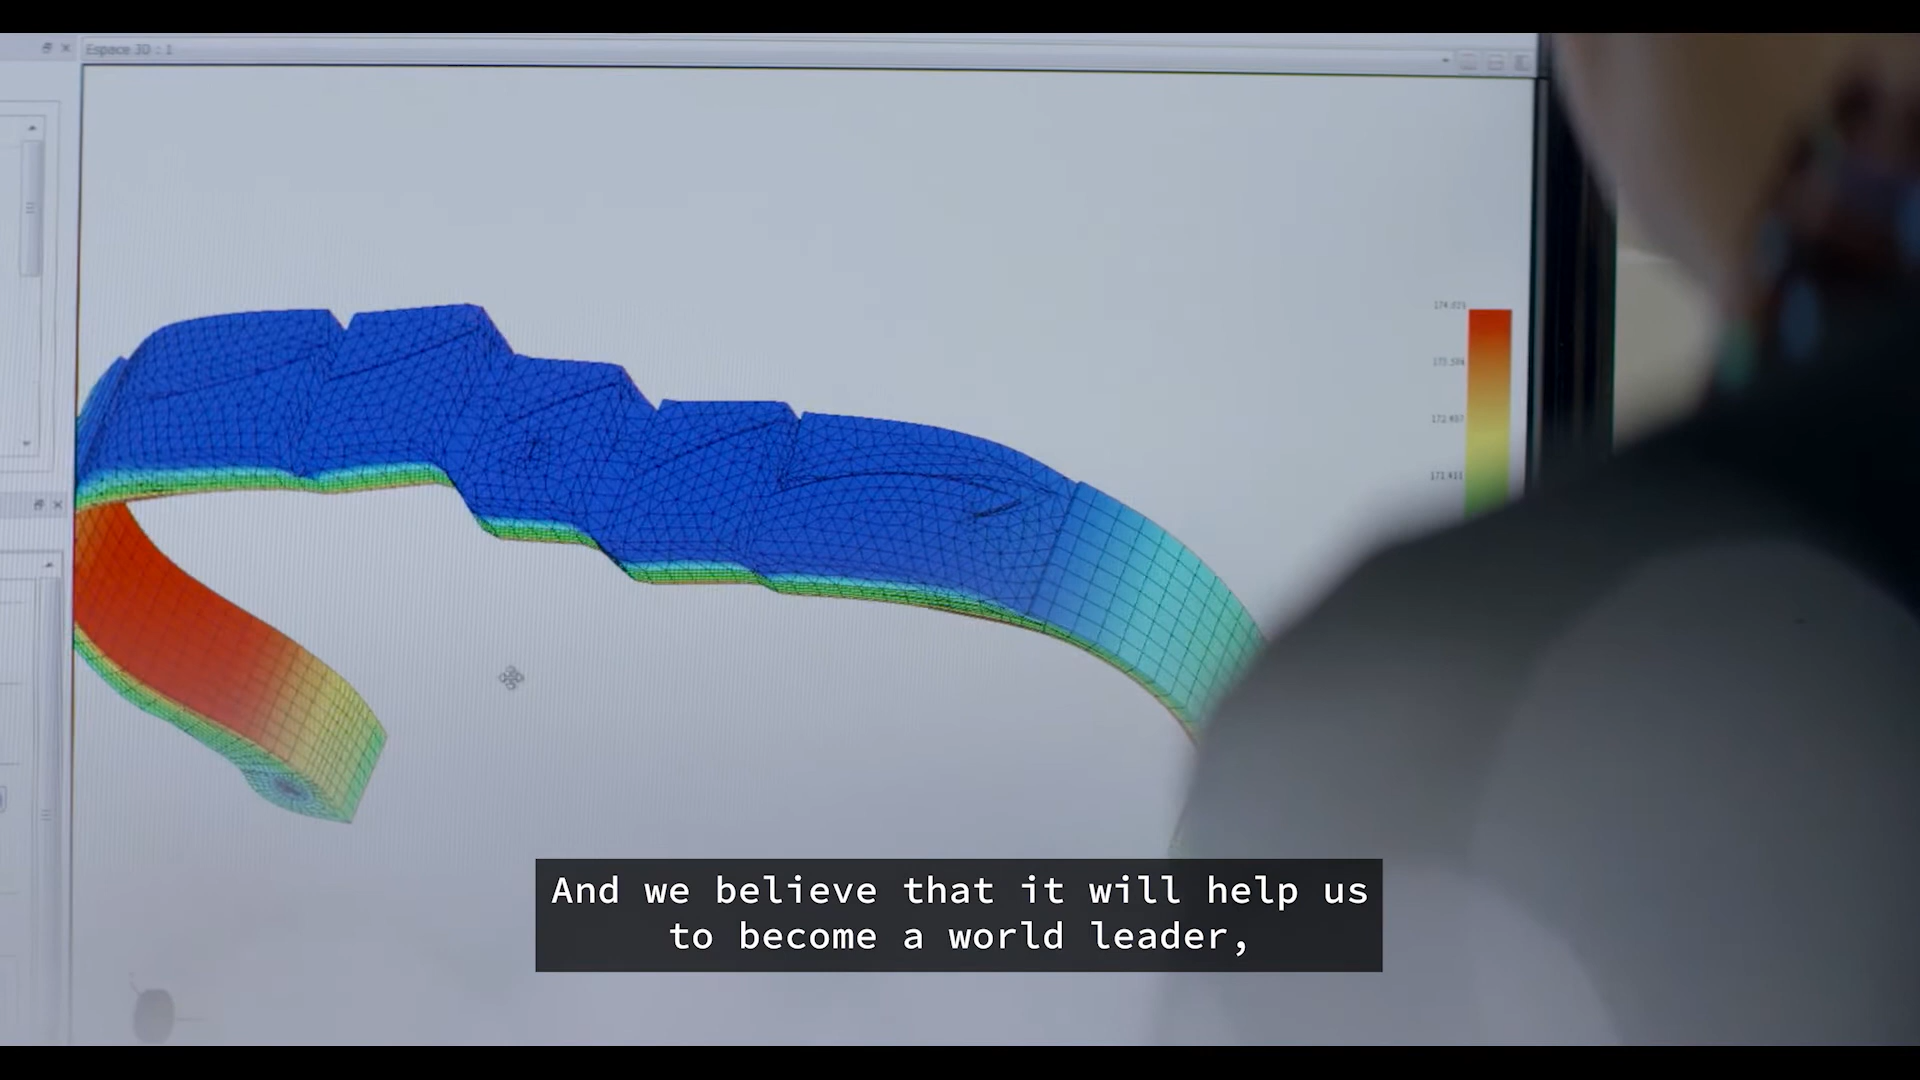 Espace 3D : 1
And we believe that it will help us
to become a world leader,